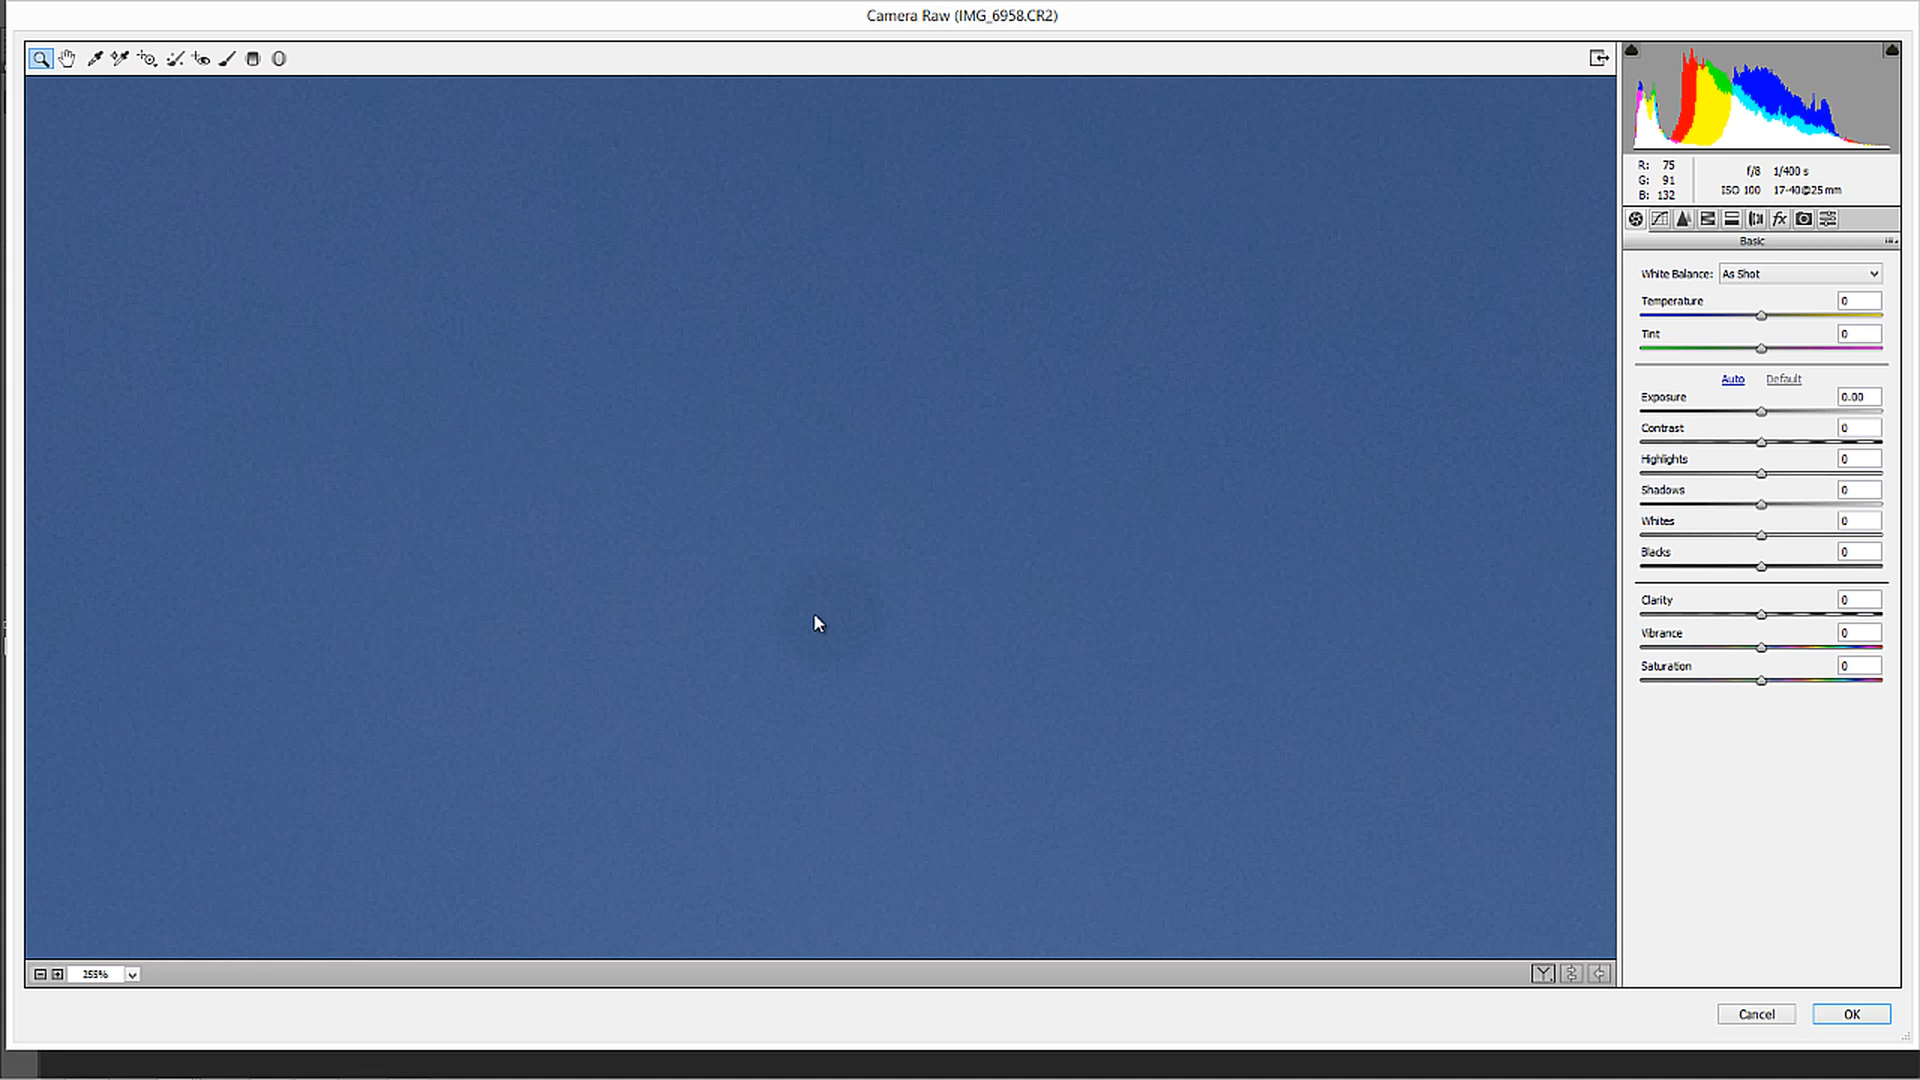 Camera Raw (IMG_6958.CR2)
R: 75
G: 91
B: 132
f/8 1/400 s
ISO 100 17-40@25 mm
fx
Basic
White Balance: As Shot
Temperature 0
Tint 0
Auto Default
Exposure 0.00
Contrast 0
Highlights 0
Shadows 0
Whites 0
Blacks 0
Clarity 0
Vibrance 0
Saturation 0
255%
Y
Cancel OK